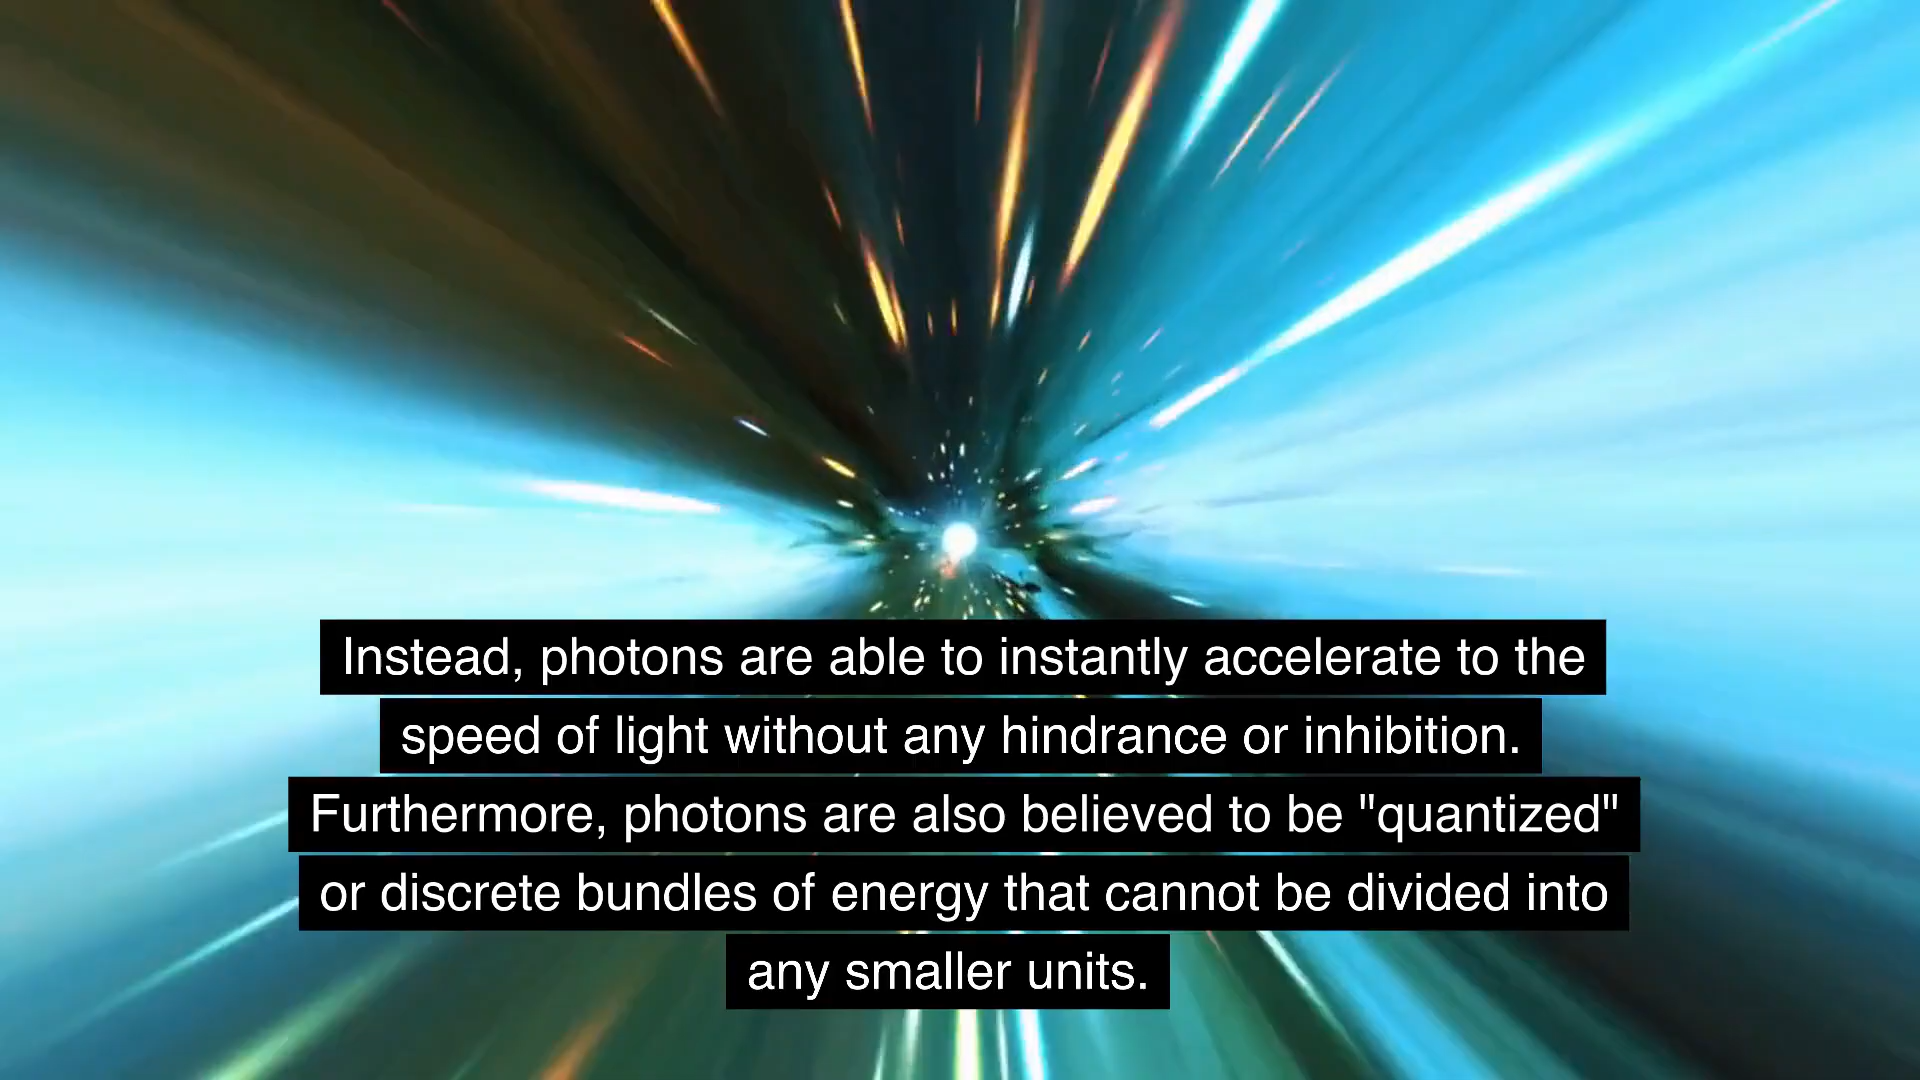 Instead, photons are able to instantly accelerate to the
speed of light without any hindrance or inhibition.
Furthermore, photons are also believed to be "quantized"
or discrete bundles of energy that cannot be divided into
any smaller units.